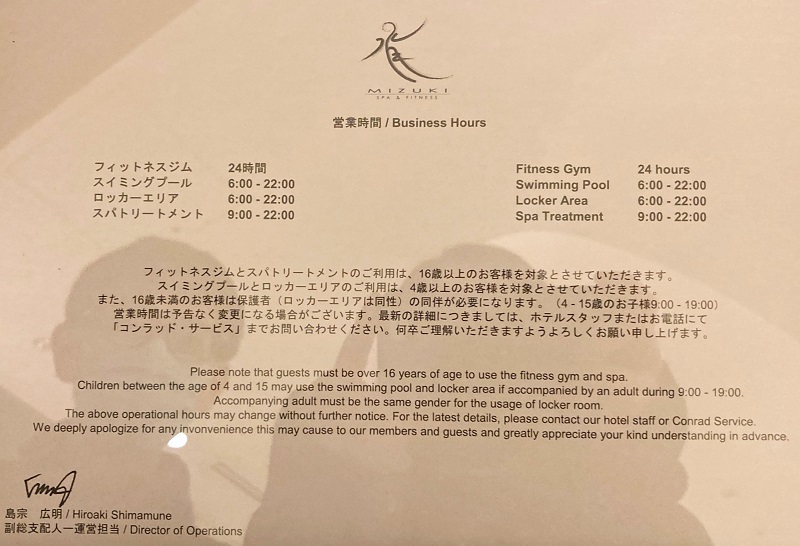 瑞
MIZUKI
SPA & FITNESS
営業時間 / Business Hours
フィットネスジム 24時間
スイミングプール 6:00 - 22:00
ロッカーエリア 6:00 - 22:00
スパトリートメント 9:00 - 22:00
Fitness Gym 24 hours
Swimming Pool 6:00 - 22:00
Locker Area 6:00 - 22:00
Spa Treatment 9:00 - 22:00
フィットネスジムとスパトリートメントのご利用は、16歳以上のお客様を対象とさせていただきます。
スイミングプールとロッカーエリアのご利用は、4歳以上のお客様を対象とさせていただきます。
また、16歳未満のお客様は保護者（ロッカーエリアは同性）の同伴が必要になります。（4 - 15歳のお子様9:00 - 19:00）
営業時間は予告なく変更になる場合がございます。最新の詳細につきましては、ホテルスタッフまたはお電話にて
「コンラッド・サービス」までお問い合わせください。何卒ご理解いただきますようよろしくお願い申し上げます。
Please note that guests must be over 16 years of age to use the fitness gym and spa.
Children between the age of 4 and 15 may use the swimming pool and locker area if accompanied by an adult during 9:00 - 19:00.
Accompanying adult must be the same gender for the usage of locker room.
The above operational hours may change without further notice. For the latest details, please contact our hotel staff or Conrad Service.
We deeply apologize for any invonvenience this may cause to our members and guests and greatly appreciate your kind understanding in advance.
島宗　広明 / Hiroaki Shimamune
副総支配人ー運営担当 / Director of Operations